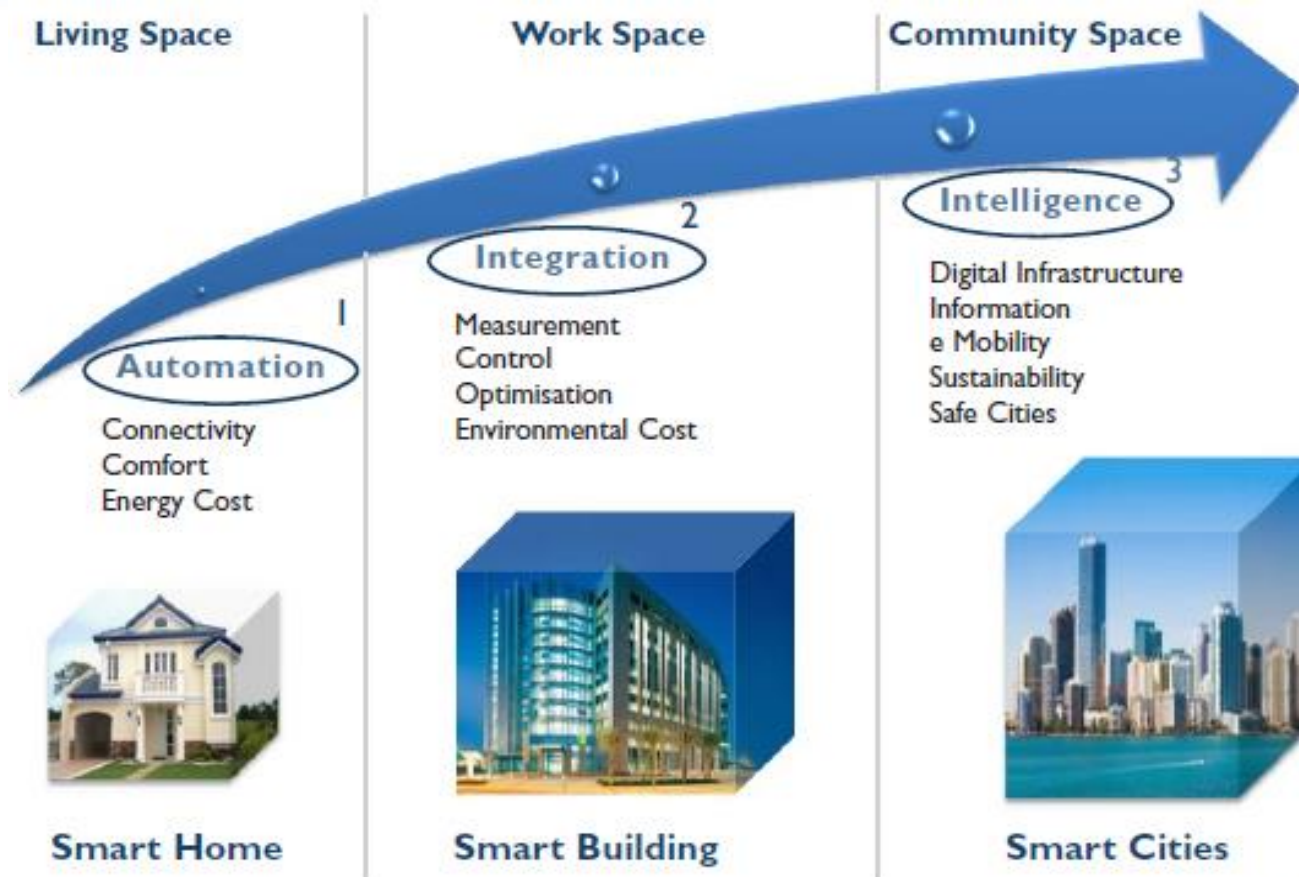 Living Space
Work Space
Community Space
1
Automation
Connectivity
Comfort
Energy Cost
2
Integration
Measurement
Control
Optimisation
Environmental Cost
3
Intelligence
Digital Infrastructure
Information
e Mobility
Sustainability
Safe Cities
Smart Home
Smart Building
Smart Cities